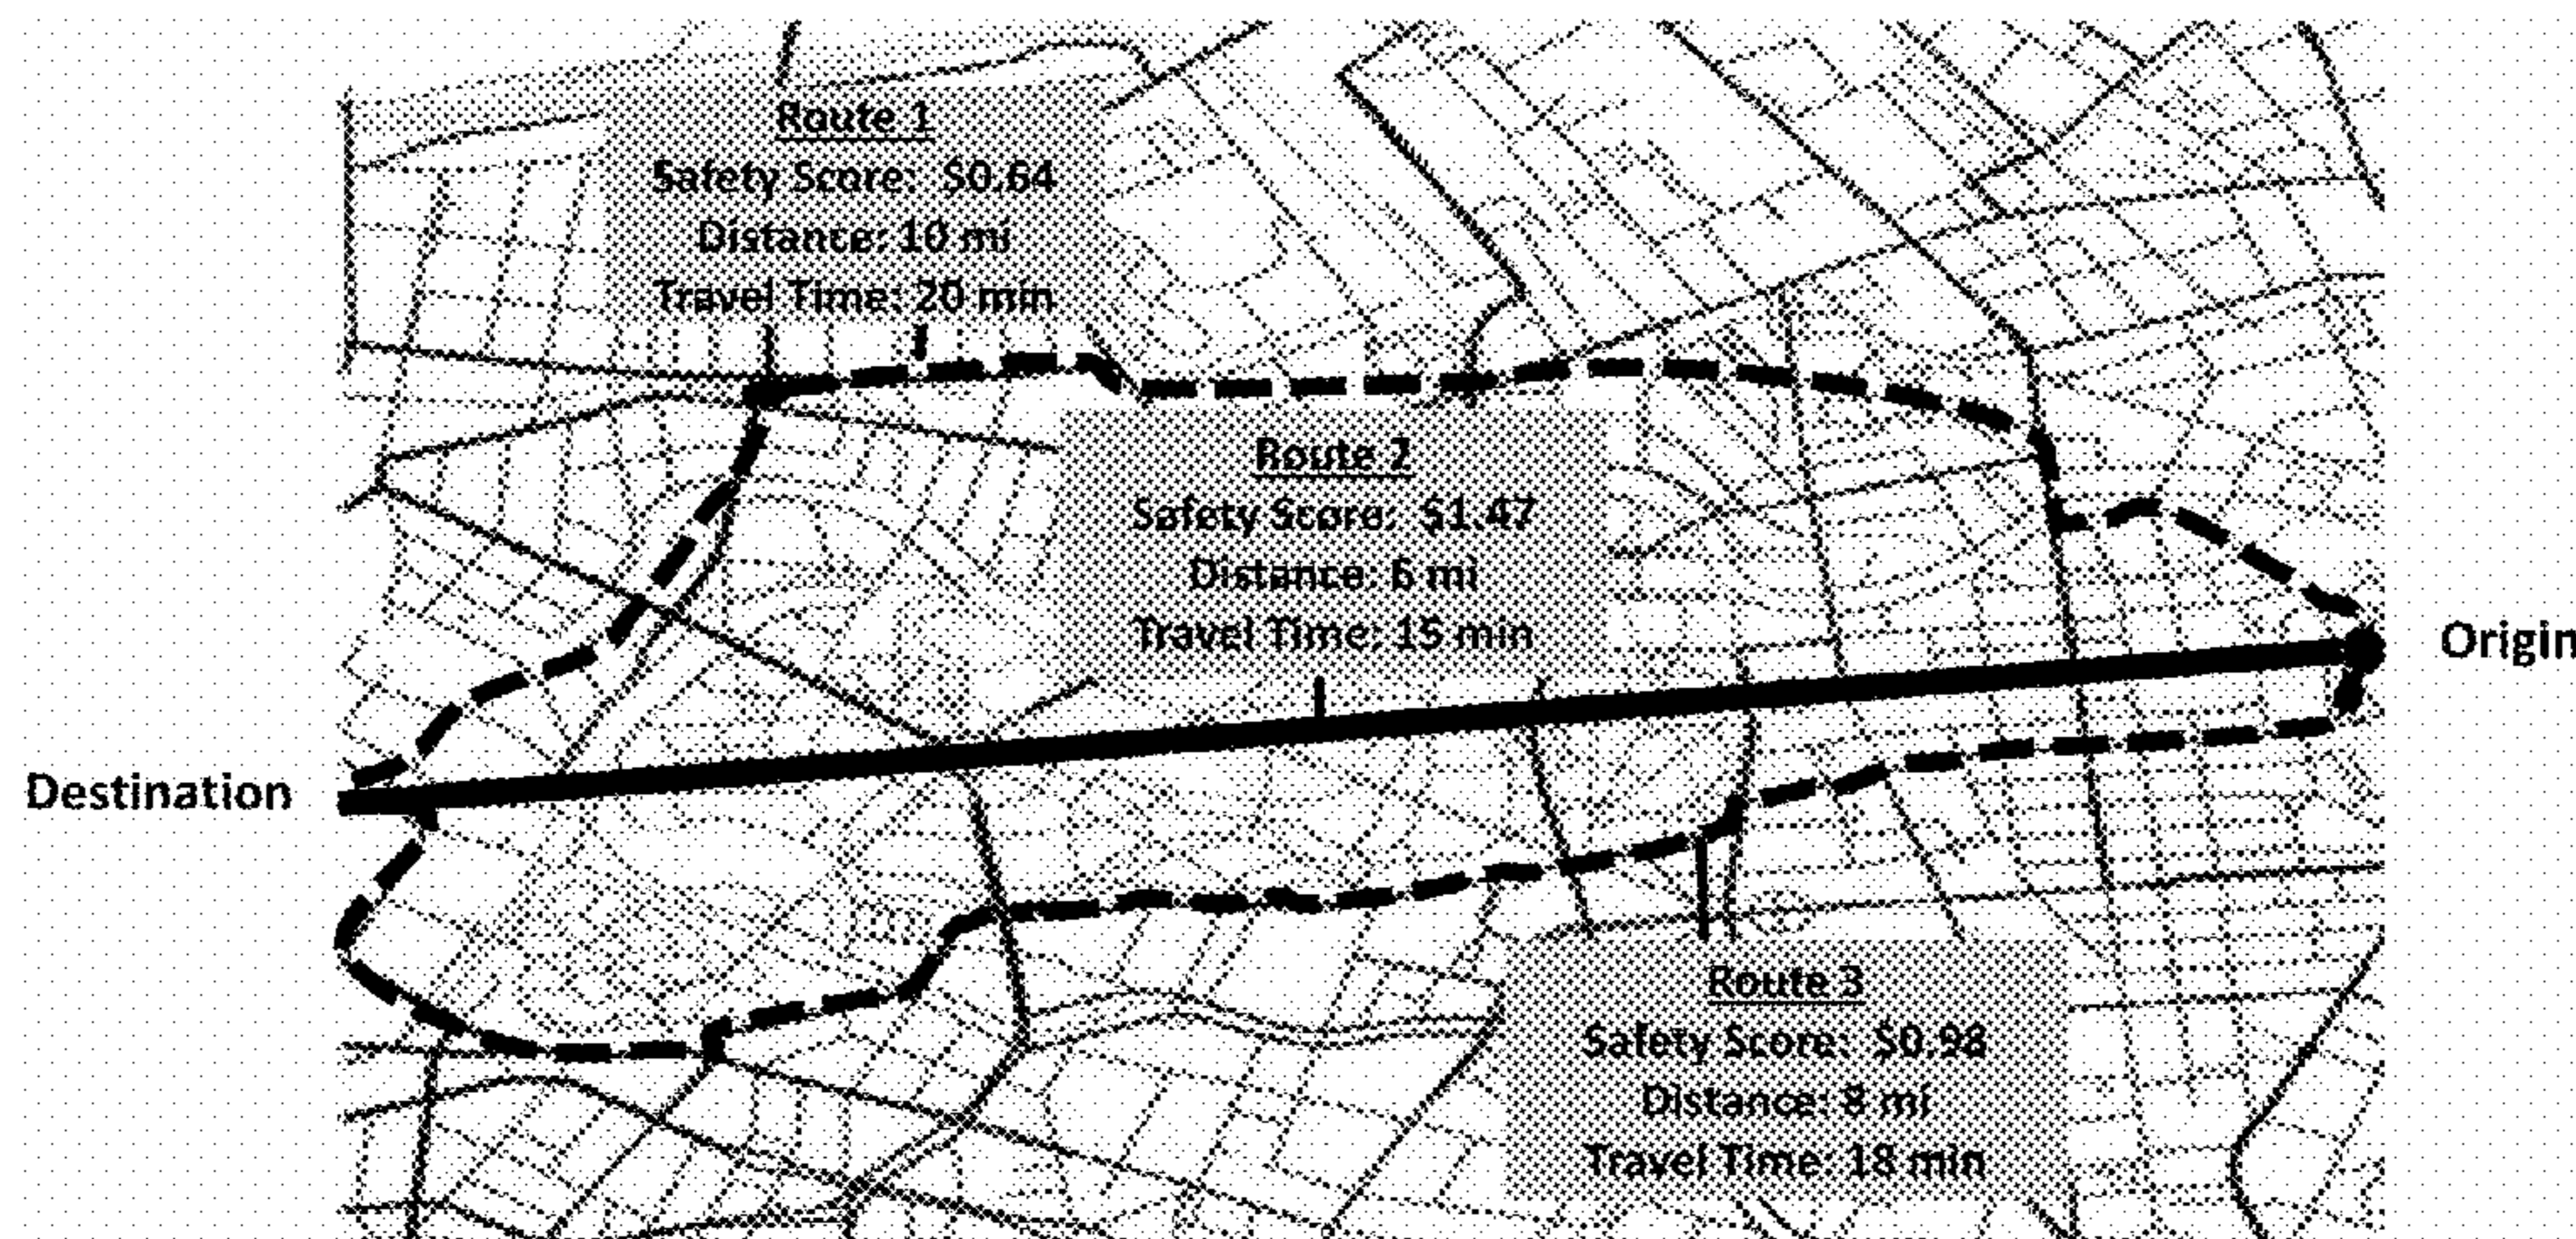 Route 1
Safety Score: $0.64
Distance: 10 mi
Travel Time: 20 min
Route 2
Safety Score: $1.47
Distance: 6 mi
Travel Time: 15 min
Origin
Destination
Route 3
Safety Score: $0.98
Distance: 8 mi
Travel Time: 18 min